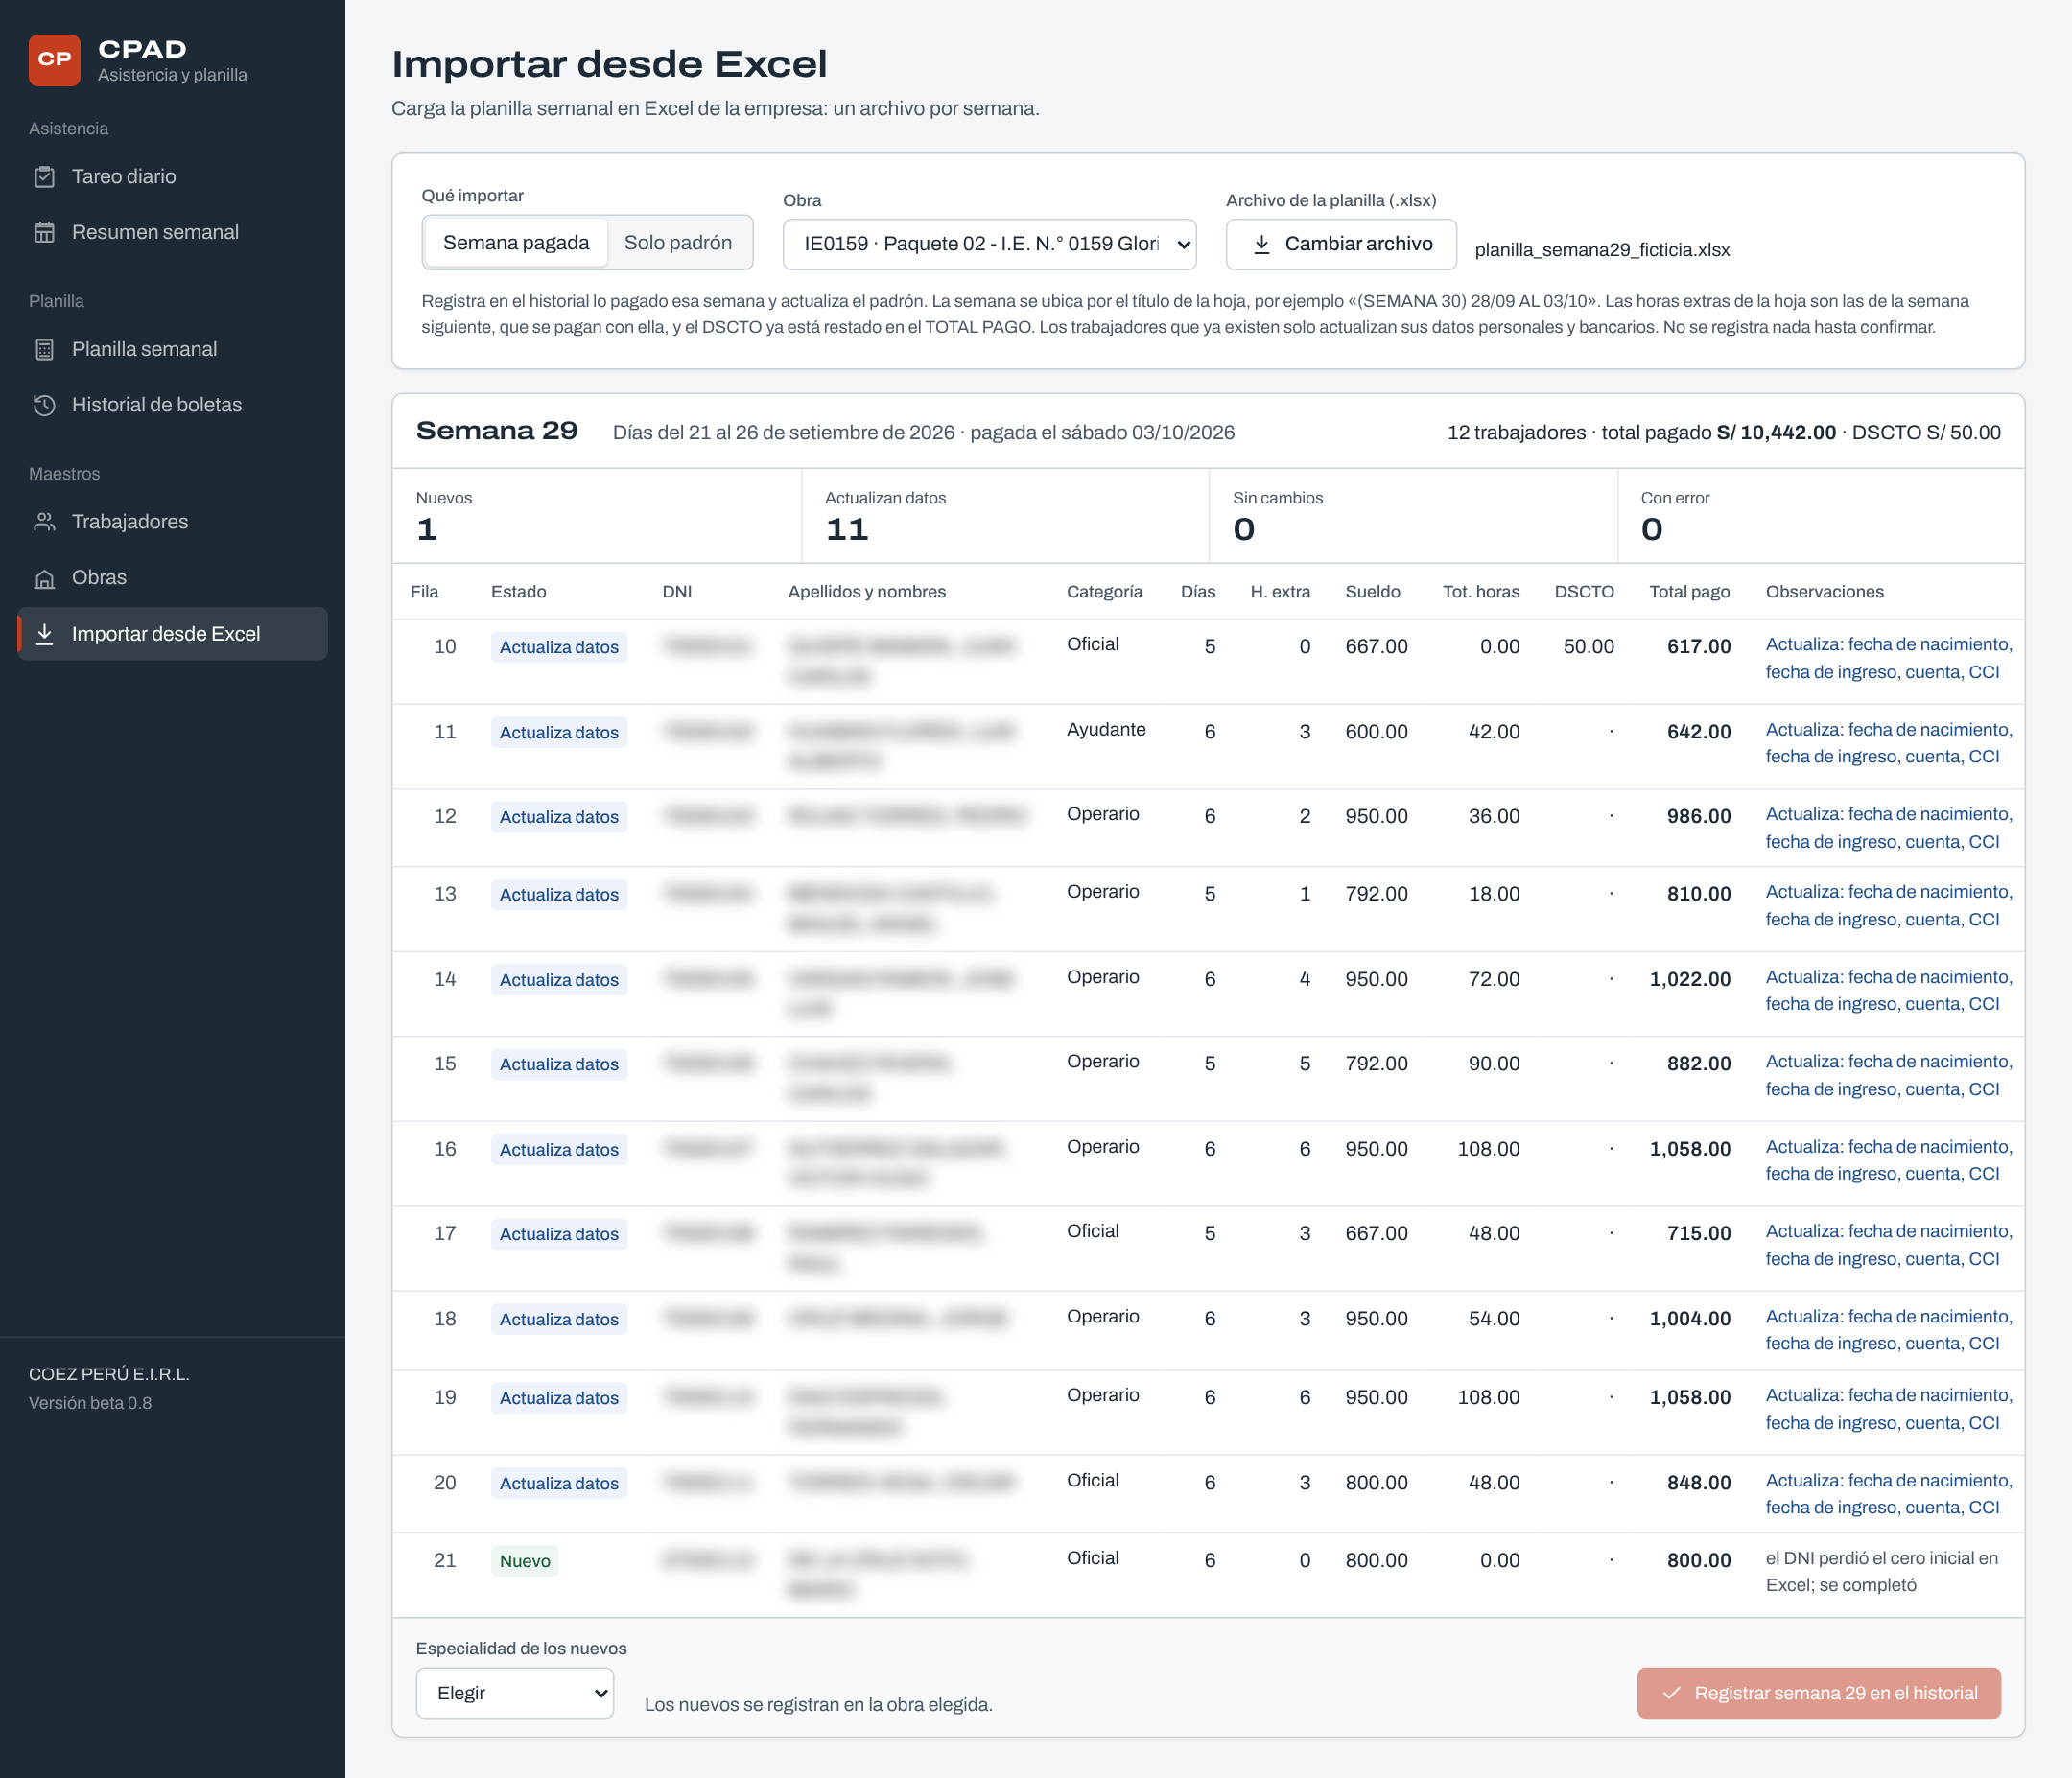 CP
CPAD
Asistencia y planilla
Asistencia
Tareo diario
Resumen semanal
Planilla
Planilla semanal
Historial de boletas
Maestros
Trabajadores
Obras
Importar desde Excel
COEZ PERÚ E.I.R.L.
Versión beta 0.8
Importar desde Excel
Carga la planilla semanal en Excel de la empresa: un archivo por semana.
Qué importar
Semana pagada Solo padrón
Obra
IE0159 · Paquete 02 - I.E. N.° 0159 Glori
Archivo de la planilla (.xlsx)
Cambiar archivo planilla_semana29_ficticia.xlsx
Registra en el historial lo pagado esa semana y actualiza el padrón. La semana se ubica por el título de la hoja, por ejemplo «(SEMANA 30) 28/09 AL 03/10». Las horas extras de la hoja son las de la semana
siguiente, que se pagan con ella, y el DSCTO ya está restado en el TOTAL PAGO. Los trabajadores que ya existen solo actualizan sus datos personales y bancarios. No se registra nada hasta confirmar.
Semana 29 Días del 21 al 26 de setiembre de 2026 · pagada el sábado 03/10/2026 12 trabajadores · total pagado S/ 10,442.00 · DSCTO S/ 50.00
Nuevos
1
Actualizan datos
11
Sin cambios
0
Con error
0
Fila Estado DNI Apellidos y nombres Categoría Días H. extra Sueldo Tot. horas DSCTO Total pago Observaciones
10 Actualiza datos Oficial 5 0 667.00 0.00 50.00 617.00 Actualiza: fecha de nacimiento,
fecha de ingreso, cuenta, CCI
11 Actualiza datos Ayudante 6 3 600.00 42.00 · 642.00 Actualiza: fecha de nacimiento,
fecha de ingreso, cuenta, CCI
12 Actualiza datos Operario 6 2 950.00 36.00 · 986.00 Actualiza: fecha de nacimiento,
fecha de ingreso, cuenta, CCI
13 Actualiza datos Operario 5 1 792.00 18.00 · 810.00 Actualiza: fecha de nacimiento,
fecha de ingreso, cuenta, CCI
14 Actualiza datos Operario 6 4 950.00 72.00 · 1,022.00 Actualiza: fecha de nacimiento,
fecha de ingreso, cuenta, CCI
15 Actualiza datos Operario 5 5 792.00 90.00 · 882.00 Actualiza: fecha de nacimiento,
fecha de ingreso, cuenta, CCI
16 Actualiza datos Operario 6 6 950.00 108.00 · 1,058.00 Actualiza: fecha de nacimiento,
fecha de ingreso, cuenta, CCI
17 Actualiza datos Oficial 5 3 667.00 48.00 · 715.00 Actualiza: fecha de nacimiento,
fecha de ingreso, cuenta, CCI
18 Actualiza datos Operario 6 3 950.00 54.00 · 1,004.00 Actualiza: fecha de nacimiento,
fecha de ingreso, cuenta, CCI
19 Actualiza datos Operario 6 6 950.00 108.00 · 1,058.00 Actualiza: fecha de nacimiento,
fecha de ingreso, cuenta, CCI
20 Actualiza datos Oficial 6 3 800.00 48.00 · 848.00 Actualiza: fecha de nacimiento,
fecha de ingreso, cuenta, CCI
21 Nuevo Oficial 6 0 800.00 0.00 · 800.00 el DNI perdió el cero inicial en
Excel; se completó
Especialidad de los nuevos
Elegir
Los nuevos se registran en la obra elegida.
Registrar semana 29 en el historial